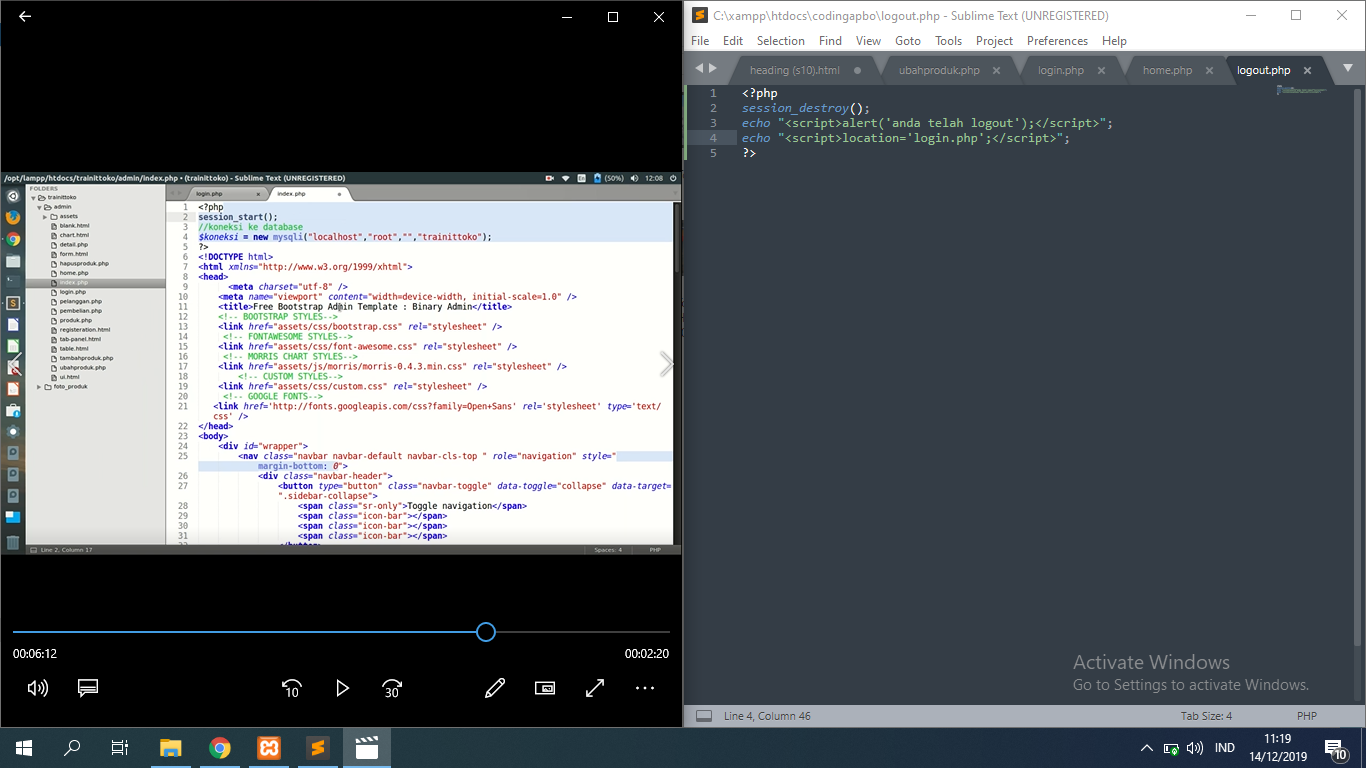 /opt/lampp/htdocs/trainittoko/admin/index.php • (trainittoko) - Sublime Text (UNREGISTERED)
(50%)
12:08
FOLDERS
trainittoko
admin
assets
blank.html
chart.html
detail.php
form.html
hapusproduk.php
home.php
index.php
login.php
pelanggan.php
pembelian.php
produk.php
registeration.html
tab-panel.html
table.html
tambahproduk.php
ubahproduk.php
ui.html
foto_produk
login.php
index.php
1 <?php
2 session_start();
3 //koneksi ke database
4 $koneksi = new mysqli("localhost","root","","trainittoko");
5 ?>
6 <!DOCTYPE html>
7 <html xmlns="http://www.w3.org/1999/xhtml">
8 <head>
9 <meta charset="utf-8" />
10 <meta name="viewport" content="width=device-width, initial-scale=1.0" />
11 <title>Free Bootstrap Admin Template : Binary Admin</title>
12 <!-- BOOTSTRAP STYLES-->
13 <link href="assets/css/bootstrap.css" rel="stylesheet" />
14 <!-- FONTAWESOME STYLES-->
15 <link href="assets/css/font-awesome.css" rel="stylesheet" />
16 <!-- MORRIS CHART STYLES-->
17 <link href="assets/js/morris/morris-0.4.3.min.css" rel="stylesheet" />
18 <!-- CUSTOM STYLES-->
19 <link href="assets/css/custom.css" rel="stylesheet" />
20 <!-- GOOGLE FONTS-->
21 <link href='http://fonts.googleapis.com/css?family=Open+Sans' rel='stylesheet' type='text/
css' />
22 </head>
23 <body>
24 <div id="wrapper">
25 <nav class="navbar navbar-default navbar-cls-top " role="navigation" style="
margin-bottom: 0">
26 <div class="navbar-header">
27 <button type="button" class="navbar-toggle" data-toggle="collapse" data-target=
".sidebar-collapse">
28 <span class="sr-only">Toggle navigation</span>
29 <span class="icon-bar"></span>
30 <span class="icon-bar"></span>
31 <span class="icon-bar"></span>
Line 2, Column 17
Spaces: 4
PHP
00:06:12
00:02:20
10
30
C:\xampp\htdocs\codingapbo\logout.php - Sublime Text (UNREGISTERED)
File Edit Selection Find View Goto Tools Project Preferences Help
heading (s10).html
ubahproduk.php
login.php
home.php
logout.php
1 <?php
2 session_destroy();
3 echo "<script>alert('anda telah logout');</script>";
4 echo "<script>location='login.php';</script>";
5 ?>
Activate Windows
Go to Settings to activate Windows.
Line 4, Column 46
Tab Size: 4
PHP
IND
11:19
14/12/2019
10